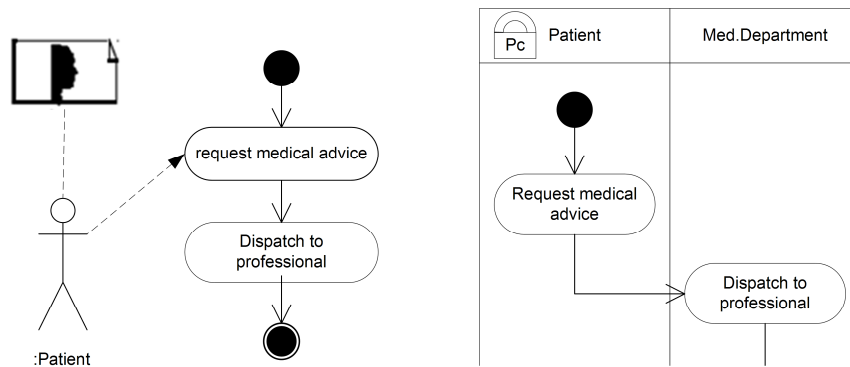 request medical advice
Dispatch to
professional
:Patient
Pc
Patient
Med.Department
Request medical
advice
Dispatch to
professional